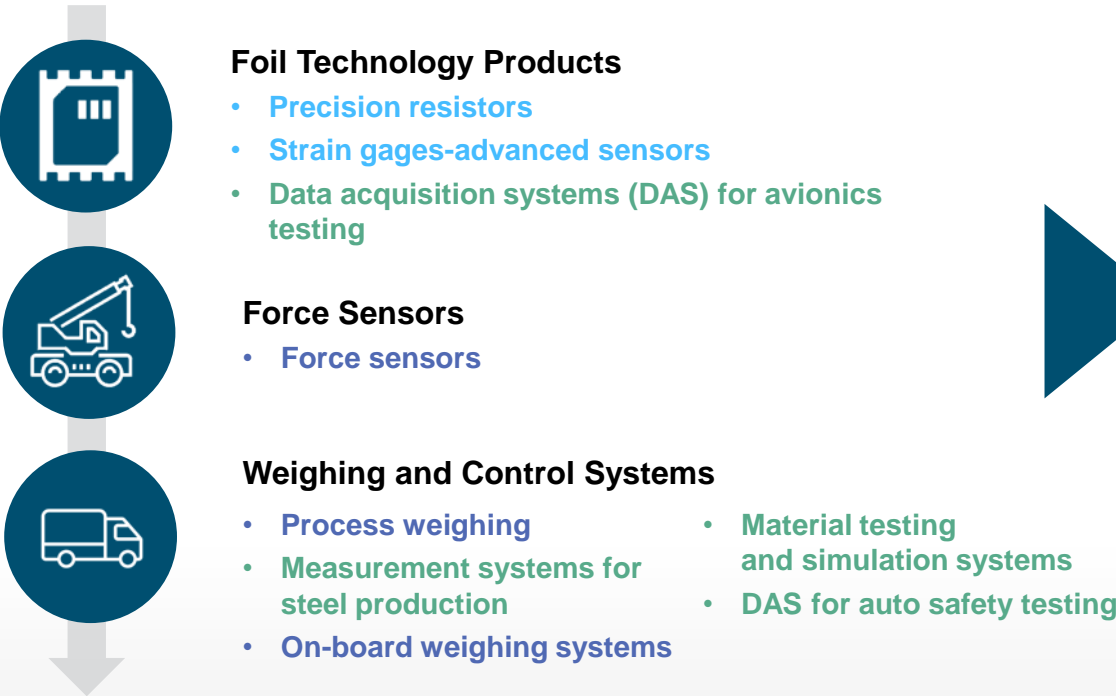 Foil Technology Products
• Precision resistors
• Strain gages-advanced sensors
• Data acquisition systems (DAS) for avionics
testing
Force Sensors
• Force sensors
Weighing and Control Systems
• Process weighing
• Measurement systems for
steel production
• On-board weighing systems
• Material testing
and simulation systems
• DAS for auto safety testing